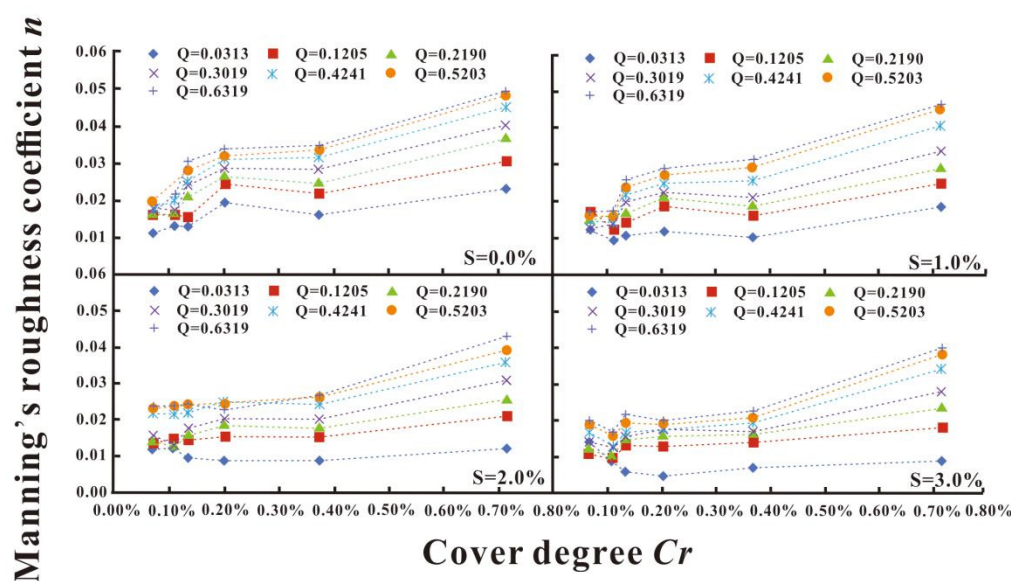 Manning's roughness coefficient n
0.06
0.05
0.04
0.03
0.02
0.01
0.06
0.05
0.04
0.03
0.02
0.01
0.00
Q=0.0313 Q=0.1205 Q=0.2190
Q=0.3019 Q=0.4241 Q=0.5203
Q=0.6319
S=0.0%
Q=0.0313 Q=0.1205 Q=0.2190
Q=0.3019 Q=0.4241 Q=0.5203
Q=0.6319
S=1.0%
Q=0.0313 Q=0.1205 Q=0.2190
Q=0.3019 Q=0.4241 Q=0.5203
Q=0.6319
S=2.0%
Q=0.0313 Q=0.1205 Q=0.2190
Q=0.3019 Q=0.4241 Q=0.5203
Q=0.6319
S=3.0%
0.00% 0.10% 0.20% 0.30% 0.40% 0.50% 0.60% 0.70% 0.80% 0.10% 0.20% 0.30% 0.40% 0.50% 0.60% 0.70% 0.80%
Cover degree Cr